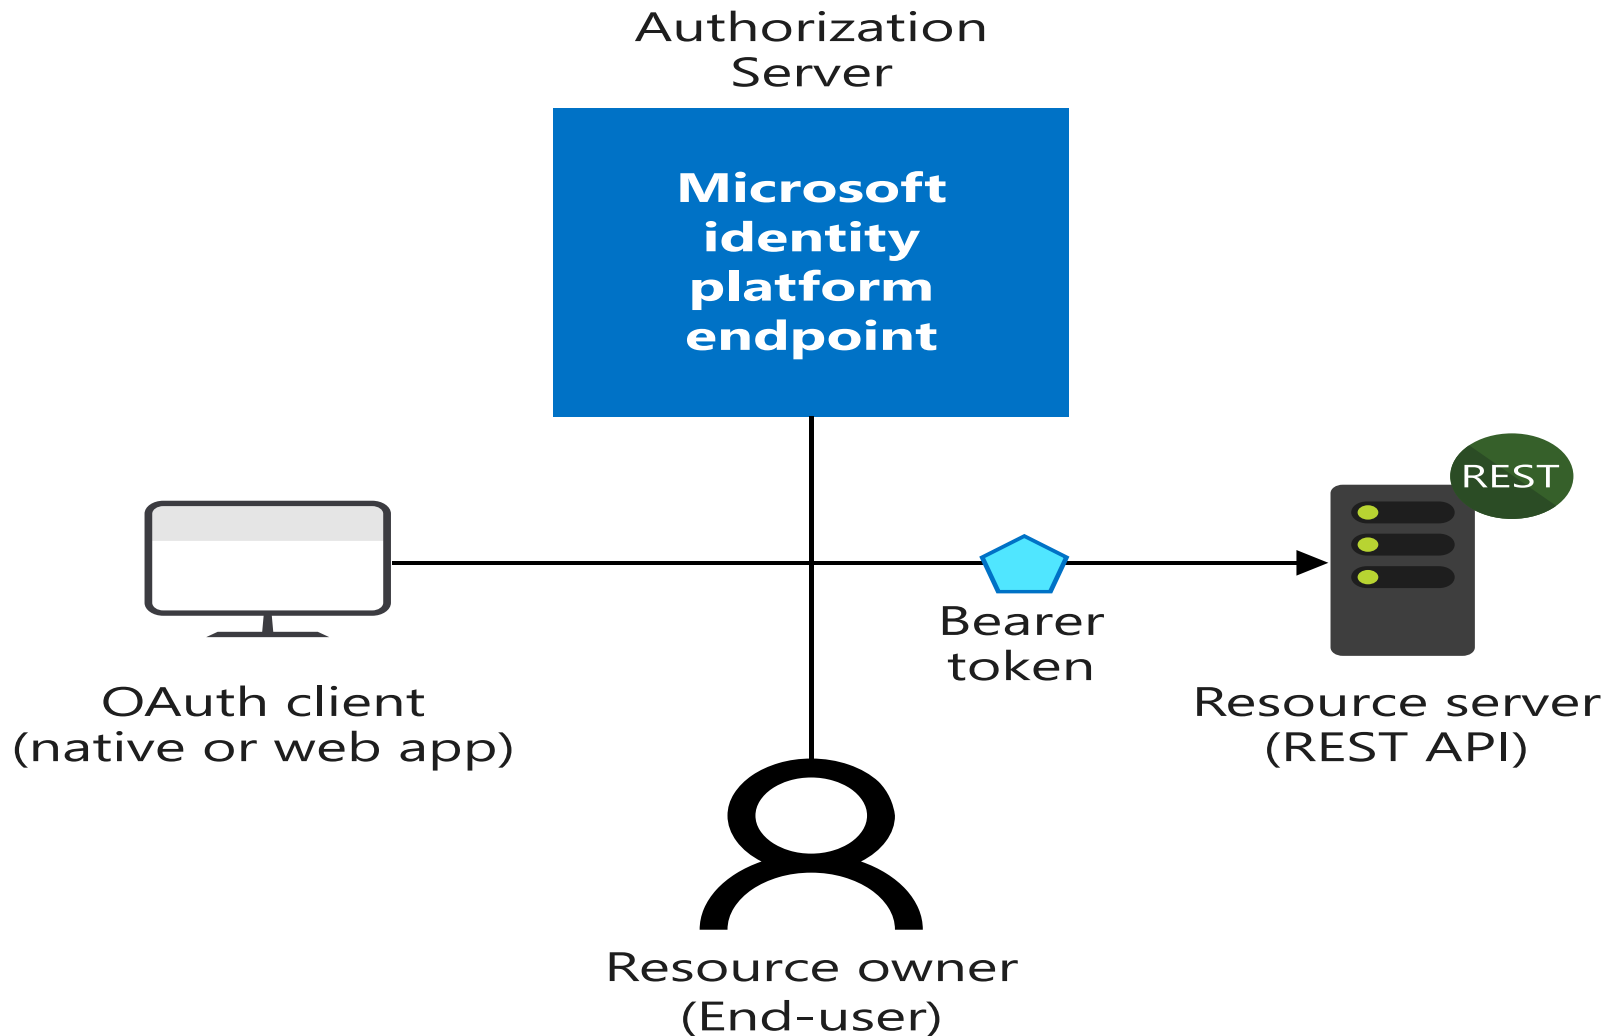 Authorization
Server
Microsoft
identity
platform
endpoint
REST
Bearer
token
OAuth client
(native or web app)
Resource server
(REST API)
Resource owner
(End-user)